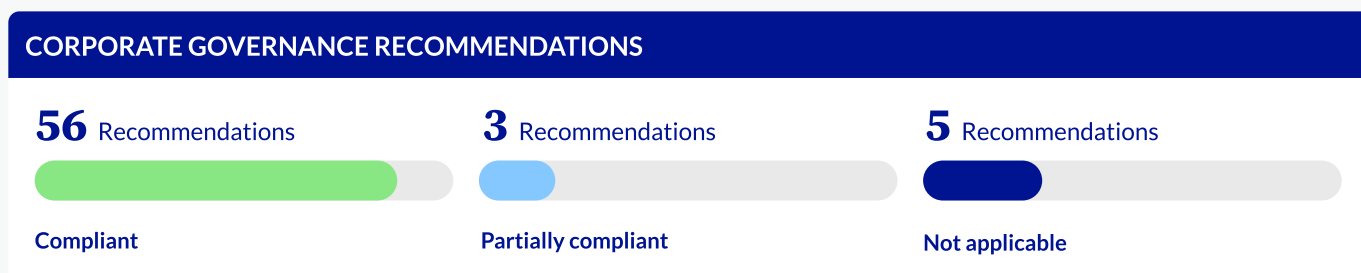 CORPORATE GOVERNANCE RECOMMENDATIONS
56 Recommendations
Compliant
3 Recommendations
Partially compliant
5 Recommendations
Not applicable